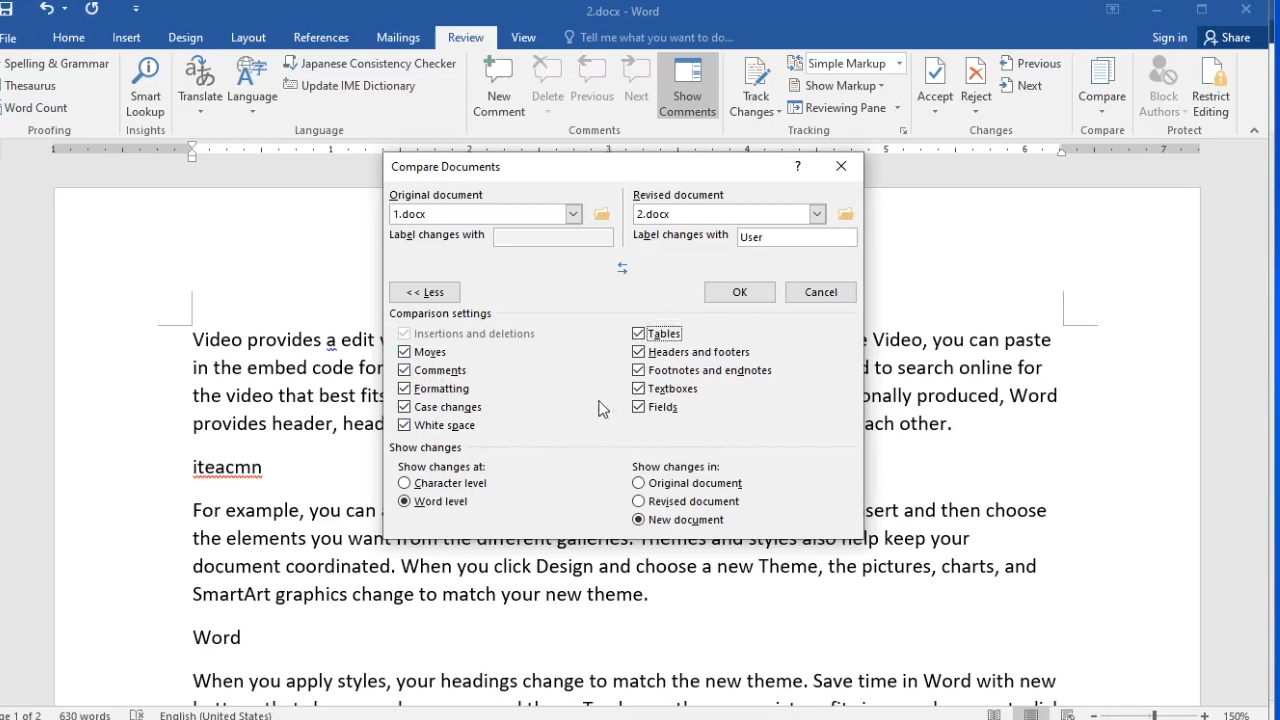 2.docx - Word
File Home Insert Design Layout References Mailings Review View Tell me what you want to do... Sign in Share
Spelling & Grammar
Thesaurus
Word Count
Proofing
Smart Lookup
Insights
Translate
Language
Japanese Consistency Checker
Update IME Dictionary
Language
New Comment
Delete
Previous
Next
Show Comments
Comments
Track Changes
Simple Markup
Show Markup
Reviewing Pane
Tracking
Accept
Reject
Previous
Next
Changes
Compare
Compare
Block Authors
Restrict Editing
Protect
1 1 2 5 6 7
Compare Documents ?
Original document
1.docx
Label changes with
Revised document
2.docx
Label changes with User
<< Less OK Cancel
Comparison settings
Insertions and deletions
Moves
Comments
Formatting
Case changes
White space
Tables
Headers and footers
Footnotes and endnotes
Textboxes
Fields
Show changes
Show changes at:
Character level
Word level
Show changes in:
Original document
Revised document
New document
Video provides a edit Video, you can paste
in the embed code for d to search online for
the video that best fits onally produced, Word
provides header, head ach other.
iteacmn
For example, you can sert and then choose
the elements you want from the different galleries. Themes and styles also help keep your
document coordinated. When you click Design and choose a new Theme, the pictures, charts, and
SmartArt graphics change to match your new theme.
Word
When you apply styles, your headings change to match the new theme. Save time in Word with new
age 1 of 2 630 words English (United States) 150%